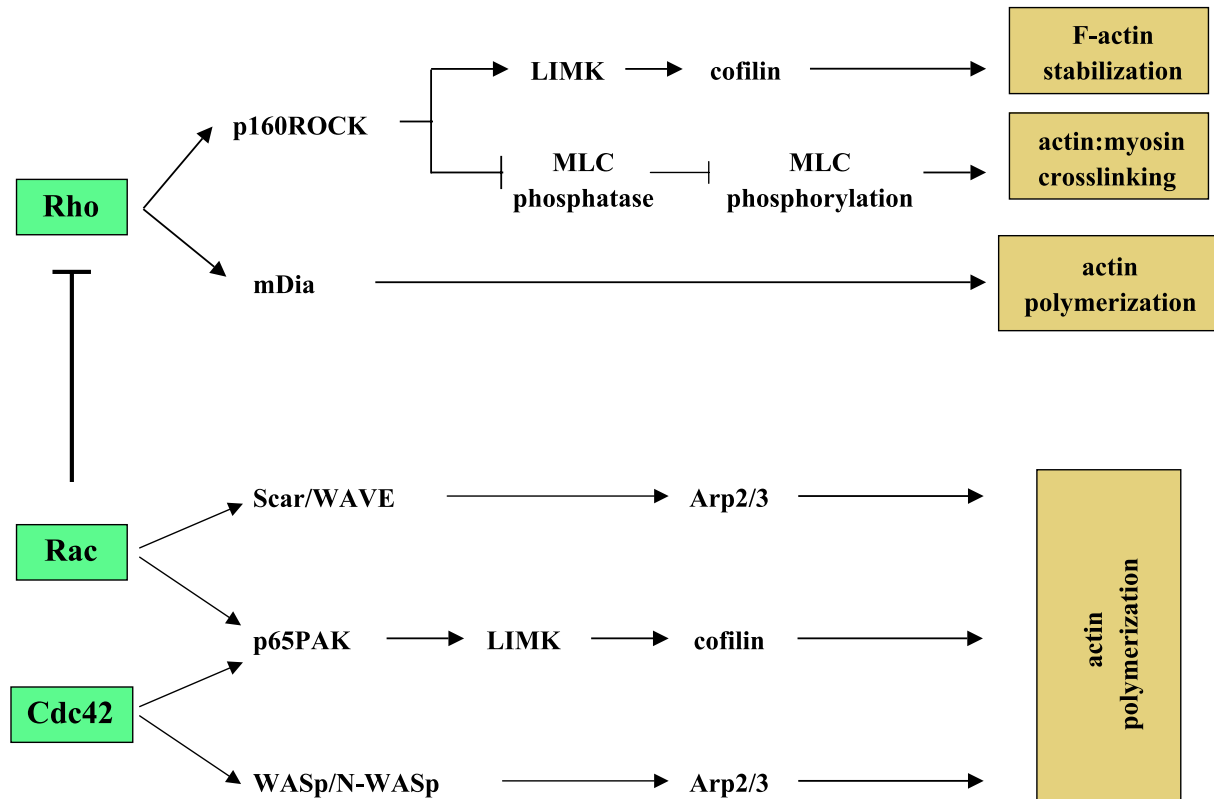 F-actin
stabilization
LIMK
cofilin
p160ROCK
actin:myosin
crosslinking
MLC
phosphatase
MLC
phosphorylation
Rho
mDia
actin
polymerization
Scar/WAVE
Arp2/3
Rac
p65PAK
LIMK
cofilin
actin
polymerization
Cdc42
WASp/N-WASp
Arp2/3